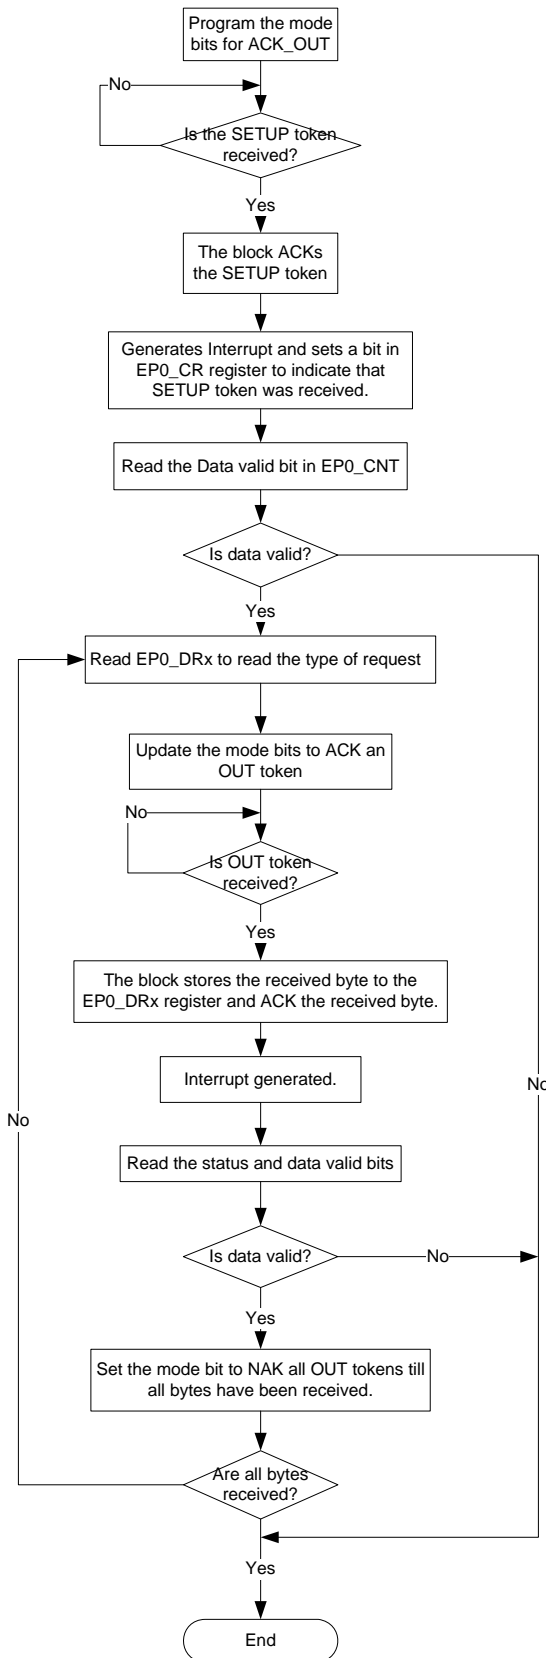 Program the mode
bits for ACK_OUT
No
Is the SETUP token
received?
Yes
The block ACKs
the SETUP token
Generates Interrupt and sets a bit in
EP0_CR register to indicate that
SETUP token was received.
Read the Data valid bit in EP0_CNT
Is data valid?
Yes
Read EP0_DRx to read the type of request
Update the mode bits to ACK an
OUT token
No
Is OUT token
received?
Yes
The block stores the received byte to the
EP0_DRx register and ACK the received byte.
Interrupt generated.
No
No
Read the status and data valid bits
Is data valid?
No
Yes
Set the mode bit to NAK all OUT tokens till
all bytes have been received.
Are all bytes
received?
Yes
End